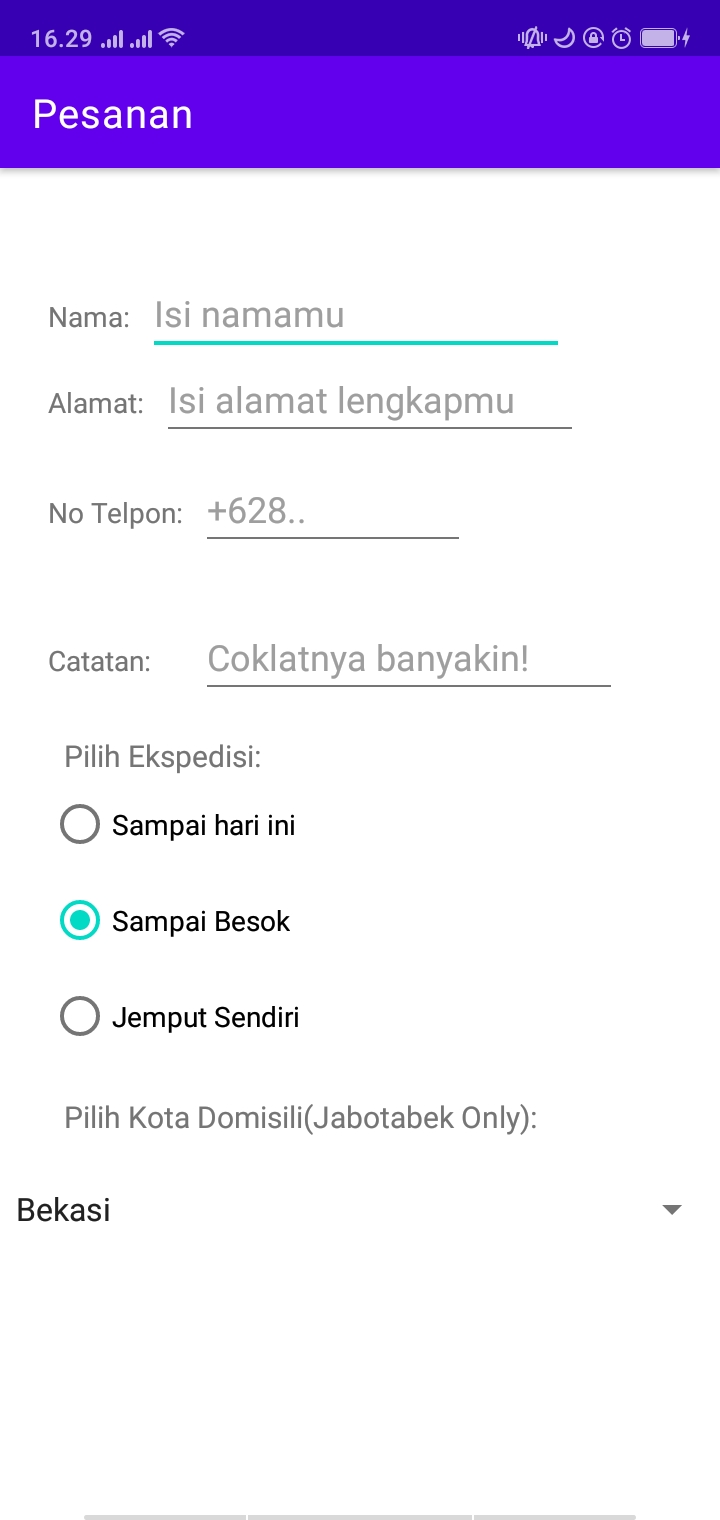 16.29
Pesanan
Nama: Isi namamu
Alamat: Isi alamat lengkapmu
No Telpon: +628..
Catatan: Coklatnya banyakin!
Pilih Ekspedisi:
Sampai hari ini
Sampai Besok
Jemput Sendiri
Pilih Kota Domisili(Jabotabek Only):
Bekasi